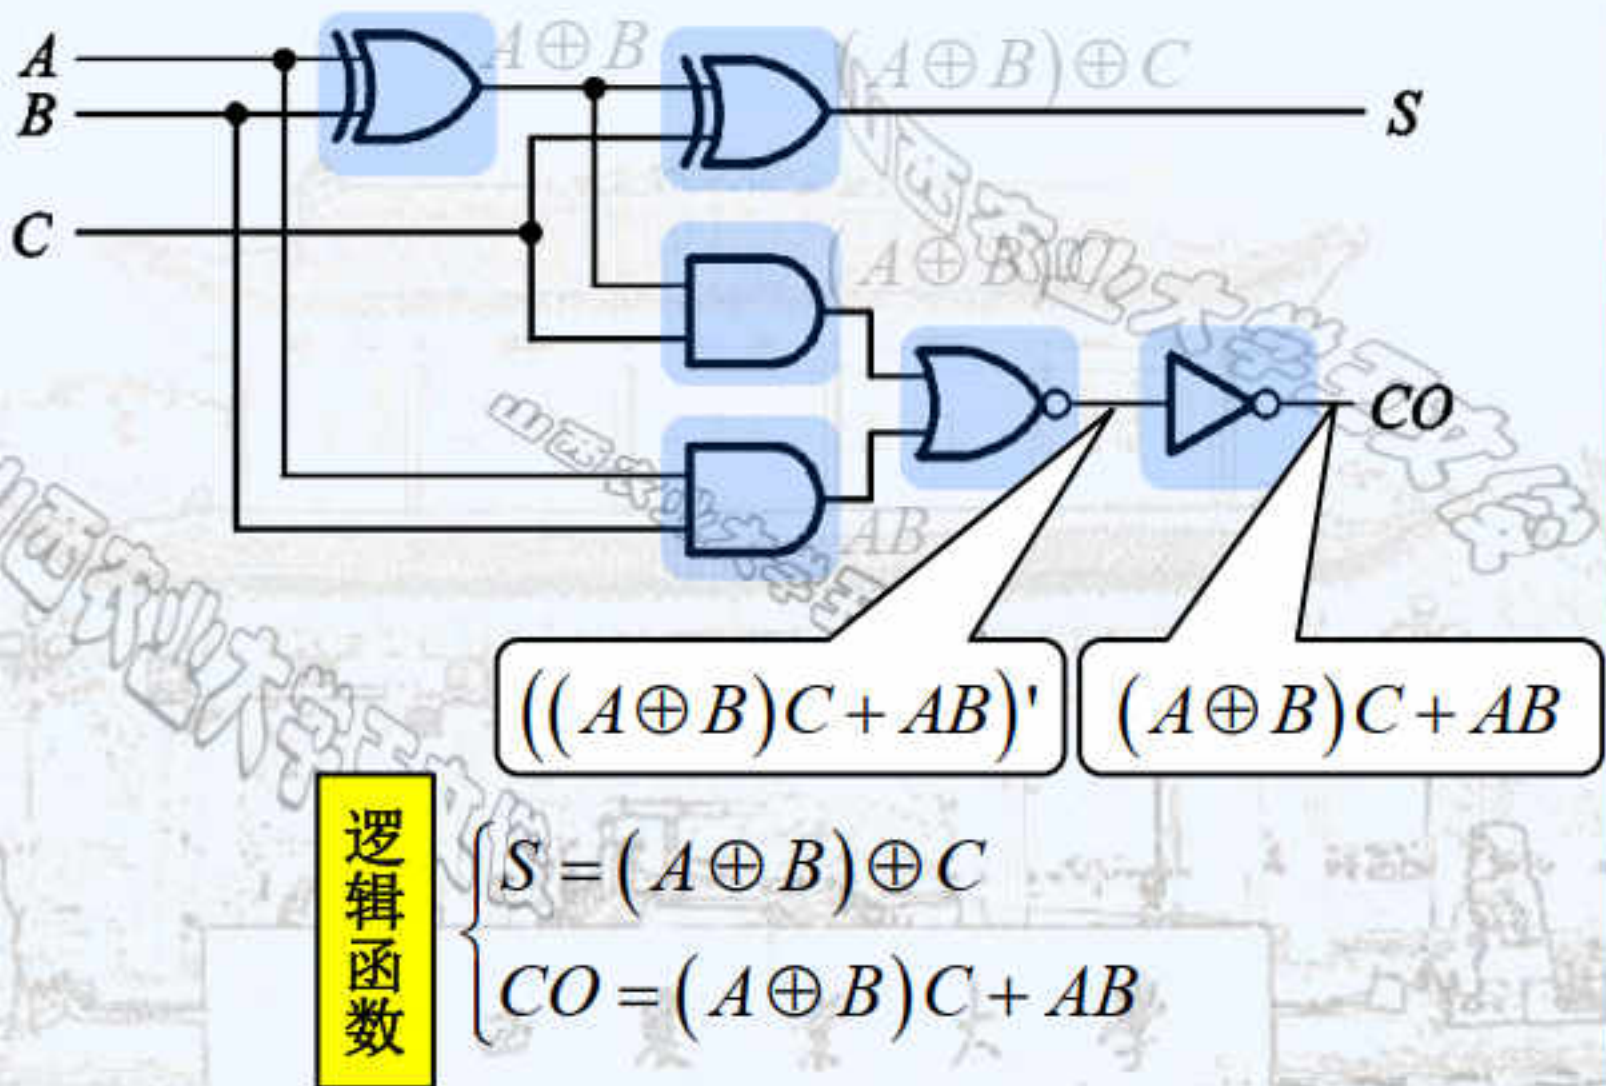 A
A⊕B
(A⊕B)⊕C
B
S
C
(A⊕B)
CO
AB
((A⊕B)C+AB)'
(A⊕B)C+AB
逻辑函数
S=(A⊕B)⊕C
CO=(A⊕B)C+AB